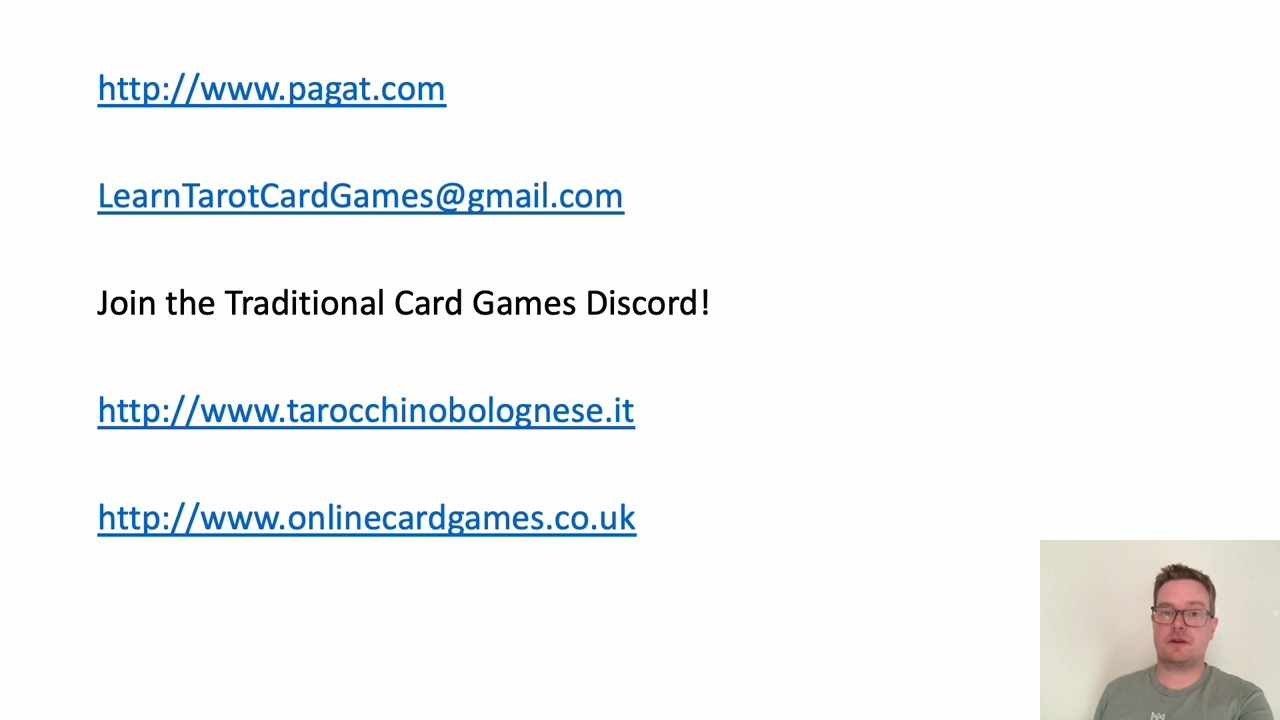 http://www.pagat.com
LearnTarotCardGames@gmail.com
Join the Traditional Card Games Discord!
http://www.tarocchinobolognese.it
http://www.onlinecardgames.co.uk